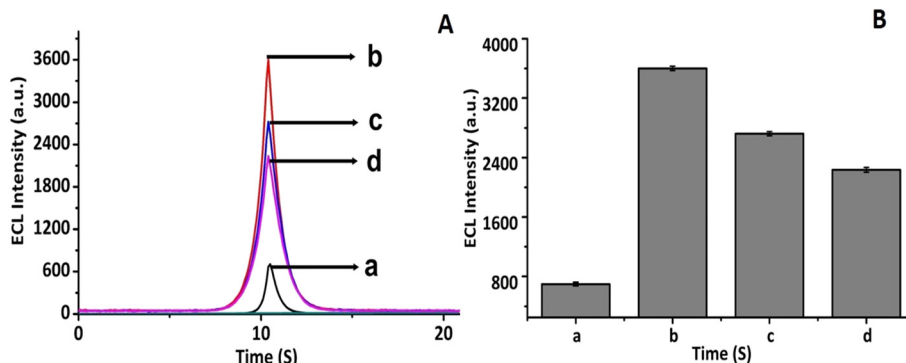 A
ECL Intensity (a.u.)
3600
3000
2400
1800
1200
600
0
b
c
d
a
0
10
20
Time (S)
B
ECL Intensity (a.u.)
4000
3200
2400
1600
800
a
b
c
d
Time (S)